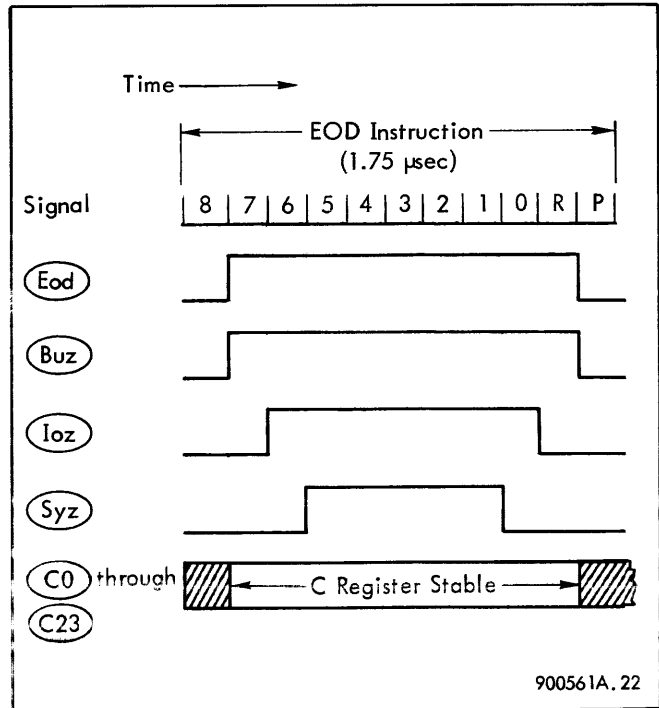 Time
EOD Instruction
(1.75 μsec)
Signal 8 7 6 5 4 3 2 1 0 R P
Eod
Buz
Ioz
Syz
C0 through C Register Stable
C23
900561A.22